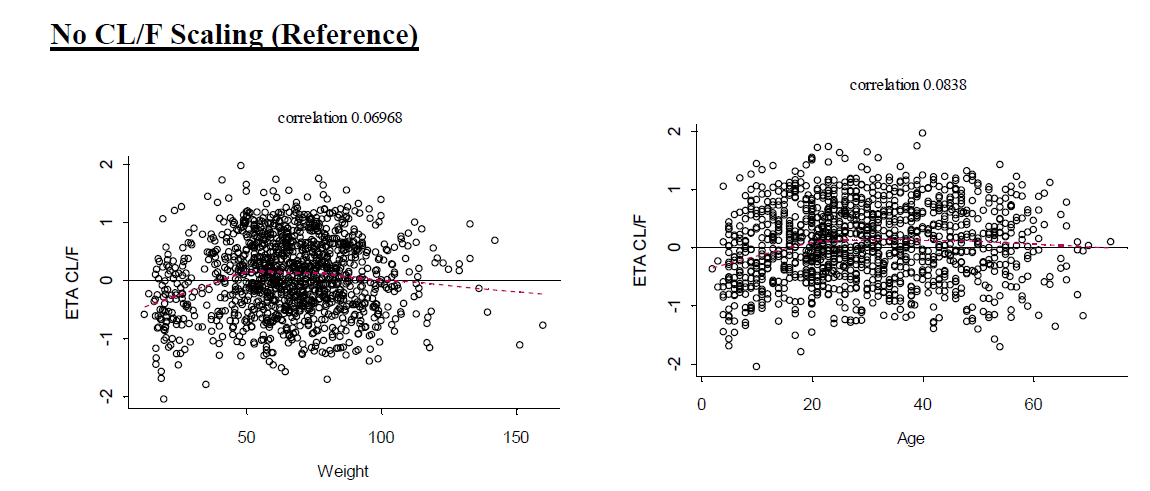 No CL/F Scaling (Reference)
correlation 0.06968
2
1
0
-1
-2
ETA CL/F
50
100
150
Weight
correlation 0.0838
2
1
0
-1
-2
ETA CL/F
0
20
40
60
Age